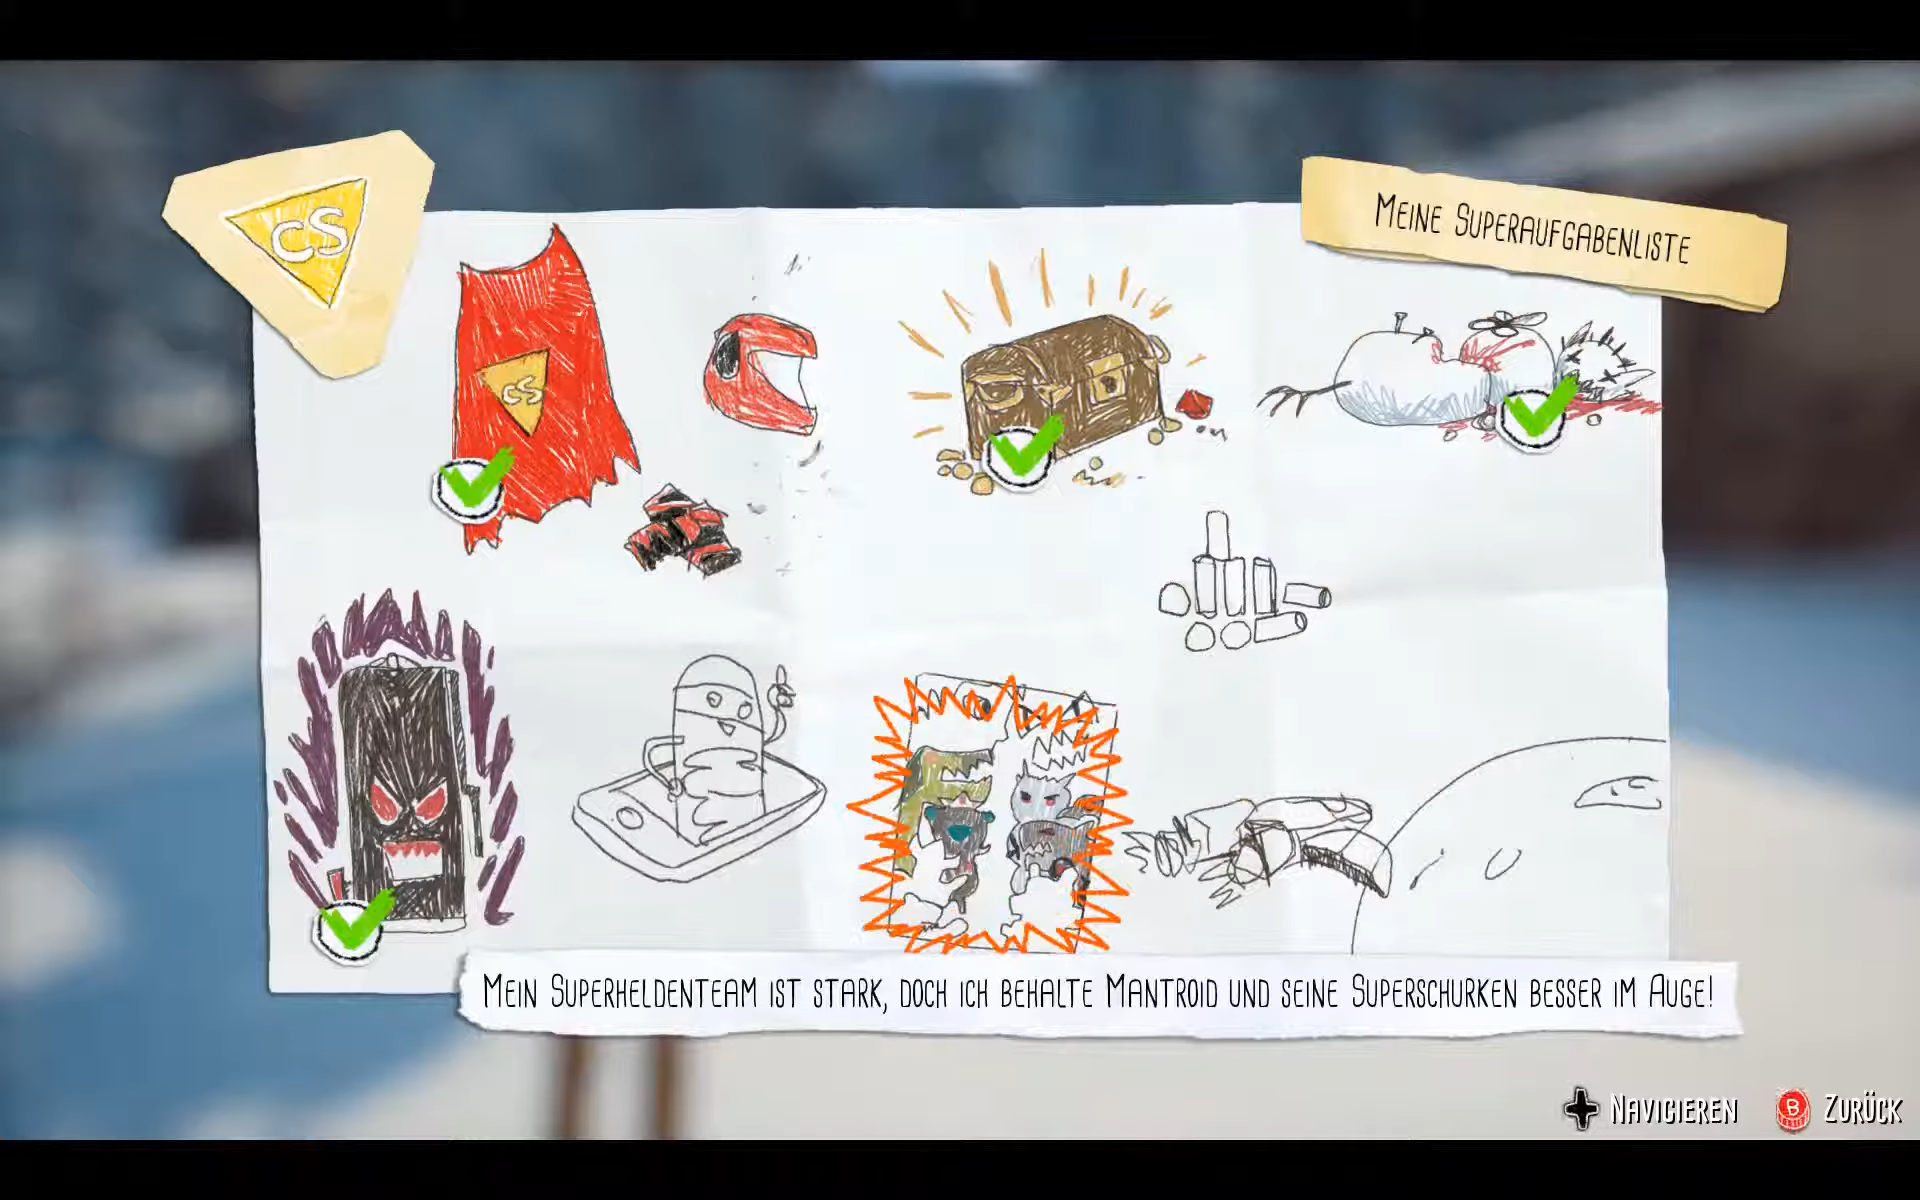 CS
Meine Superaufgabenliste
CS
Mein Superheldenteam ist stark, doch ich behalte Mantroid und seine Superschurken besser im Auge!
Navigieren
B Zurück